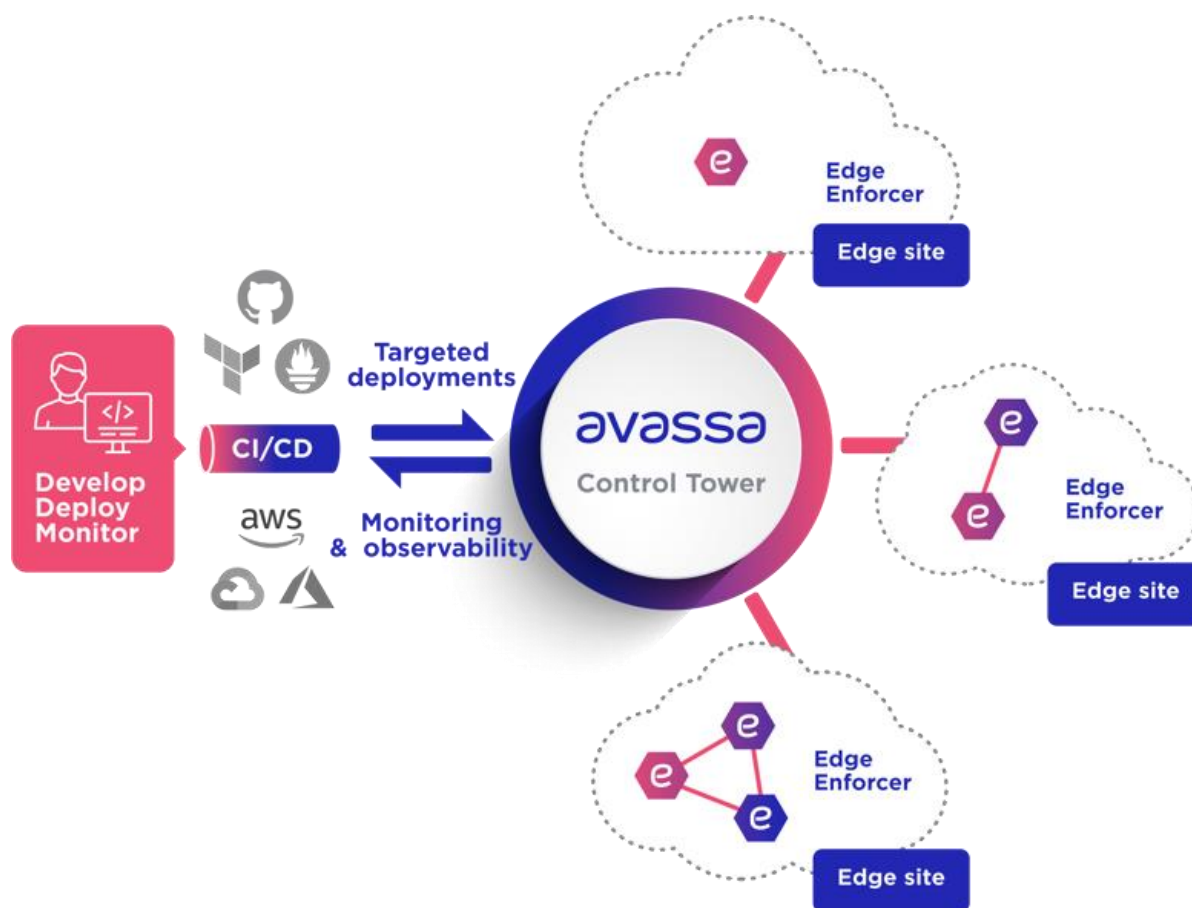 Edge
Enforcer
Edge site
Targeted
deployments
</>
CI/CD
Develop
Deploy
Monitor
aws
Monitoring
& observability
avassa
Control Tower
e
Edge
Enforcer
e
e
Edge site
Edge
Enforcer
e
e
e
Edge site